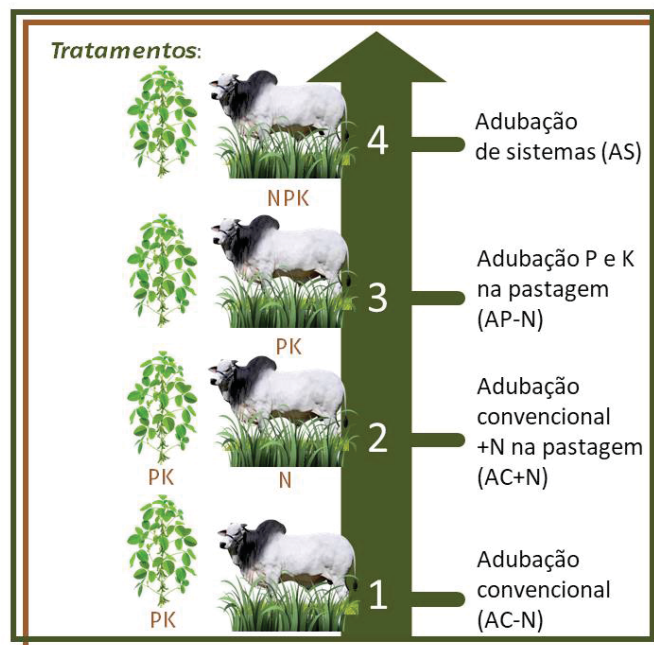 Tratamentos:
4
Adubação
de sistemas (AS)
NPK
3
Adubação P e K
na pastagem
(AP-N)
PK
2
Adubação
convencional
+N na pastagem
(AC+N)
PK
N
1
Adubação
convencional
(AC-N)
PK